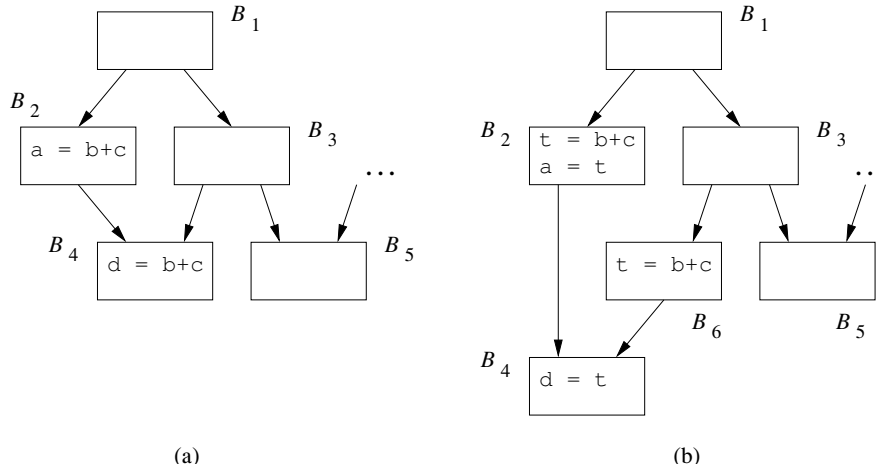 B 1
B 2
a = b+c
B 3
...
B 4
d = b+c
B 5
(a)
B 1
B 2
t = b+c
a = t
B 3
..
t = b+c
B 6
B 5
B 4
d = t
(b)